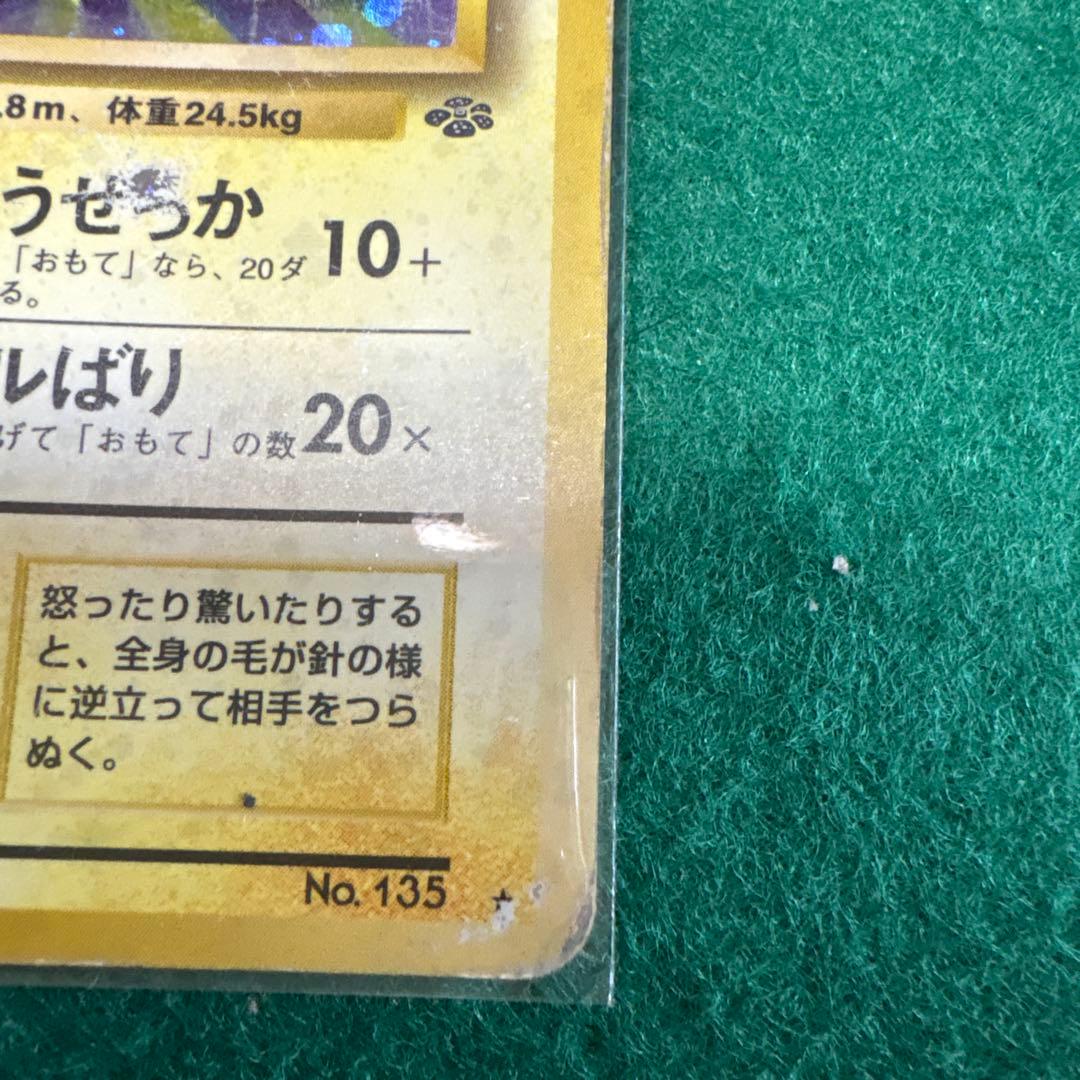 .8m、体重24.5kg
うせっか
10+
「おもて」なら、20ダ
る。
ルばり
20×
げて「おもて」の数
怒ったり驚いたりする
と、全身の毛が針の様
に逆立って相手をつら
ぬく。
No. 135 ★